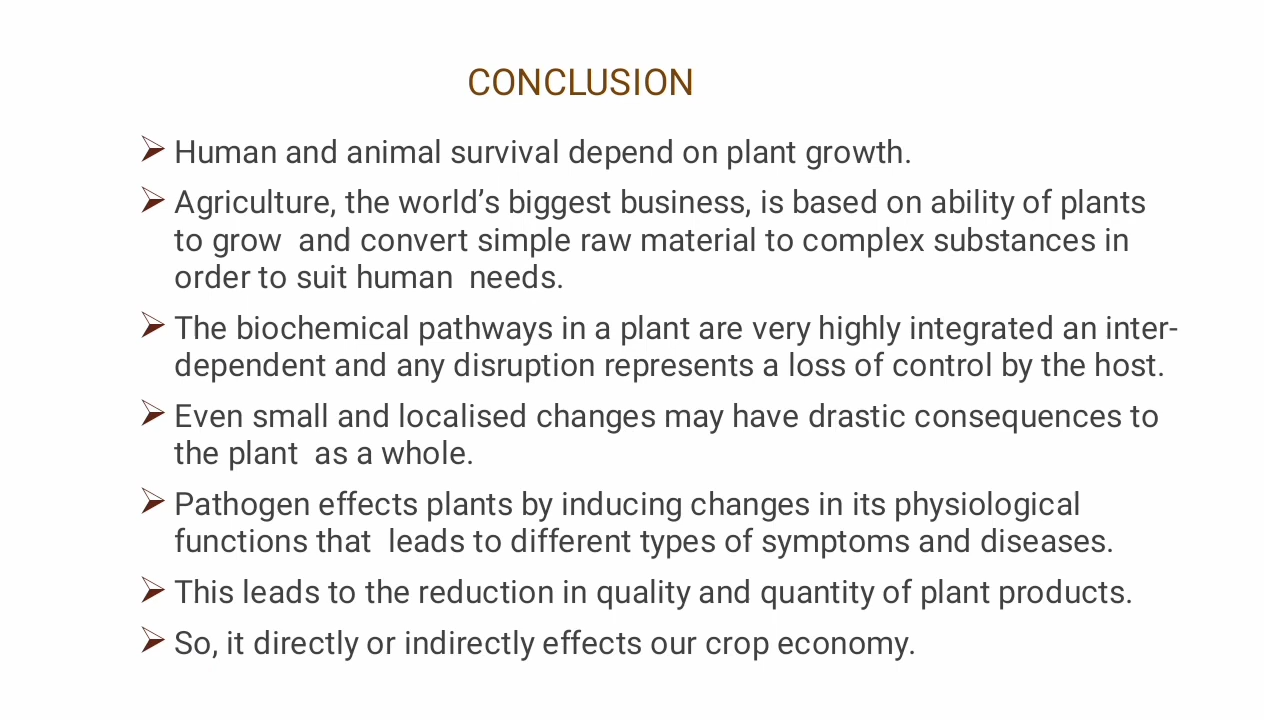 CONCLUSION
➢ Human and animal survival depend on plant growth.
➢ Agriculture, the world’s biggest business, is based on ability of plants
to grow  and convert simple raw material to complex substances in
order to suit human  needs.
➢ The biochemical pathways in a plant are very highly integrated an inter-
dependent and any disruption represents a loss of control by the host.
➢ Even small and localised changes may have drastic consequences to
the plant  as a whole.
➢ Pathogen effects plants by inducing changes in its physiological
functions that  leads to different types of symptoms and diseases.
➢ This leads to the reduction in quality and quantity of plant products.
➢ So, it directly or indirectly effects our crop economy.